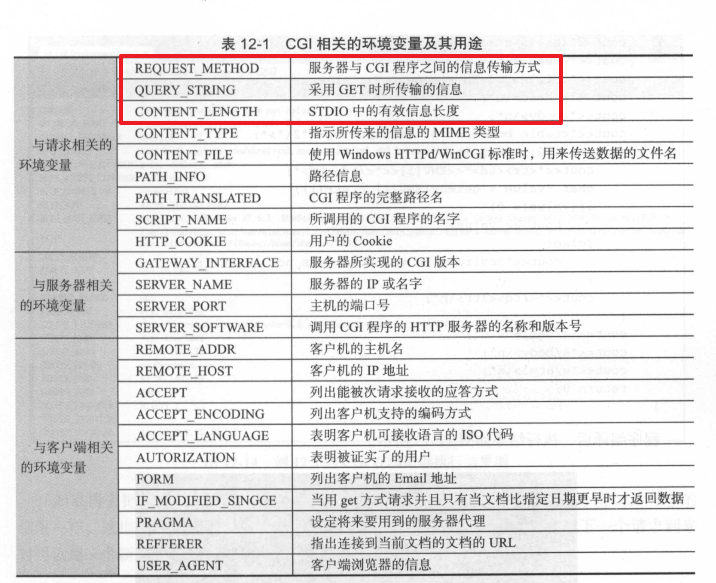 表 12-1 CGI 相关的环境变量及其用途
与请求相关的环境变量
REQUEST_METHOD 服务器与 CGI 程序之间的信息传输方式
QUERY_STRING 采用 GET 时所传输的信息
CONTENT_LENGTH STDIO 中的有效信息长度
CONTENT_TYPE 指示所传来的信息的 MIME 类型
CONTENT_FILE 使用 Windows HTTPd/WinCGI 标准时，用来传送数据的文件名
PATH_INFO 路径信息
PATH_TRANSLATED CGI 程序的完整路径名
SCRIPT_NAME 所调用的 CGI 程序的名字
HTTP_COOKIE 用户的 Cookie
与服务器相关的环境变量
GATEWAY_INTERFACE 服务器所实现的 CGI 版本
SERVER_NAME 服务器的 IP 或名字
SERVER_PORT 主机的端口号
SERVER_SOFTWARE 调用 CGI 程序的 HTTP 服务器的名称和版本号
与客户端相关的环境变量
REMOTE_ADDR 客户机的主机名
REMOTE_HOST 客户机的 IP 地址
ACCEPT 列出能被次请求接收的应答方式
ACCEPT_ENCODING 列出客户机支持的编码方式
ACCEPT_LANGUAGE 表明客户机可接收语言的 ISO 代码
AUTORIZATION 表明被证实了的用户
FORM 列出客户机的 Email 地址
IF_MODIFIED_SINGCE 当用 get 方式请求并且只有当文档比指定日期更早时才返回数据
PRAGMA 设定将来要用到的服务器代理
REFFERER 指出连接到当前文档的文档的 URL
USER_AGENT 客户端浏览器的信息